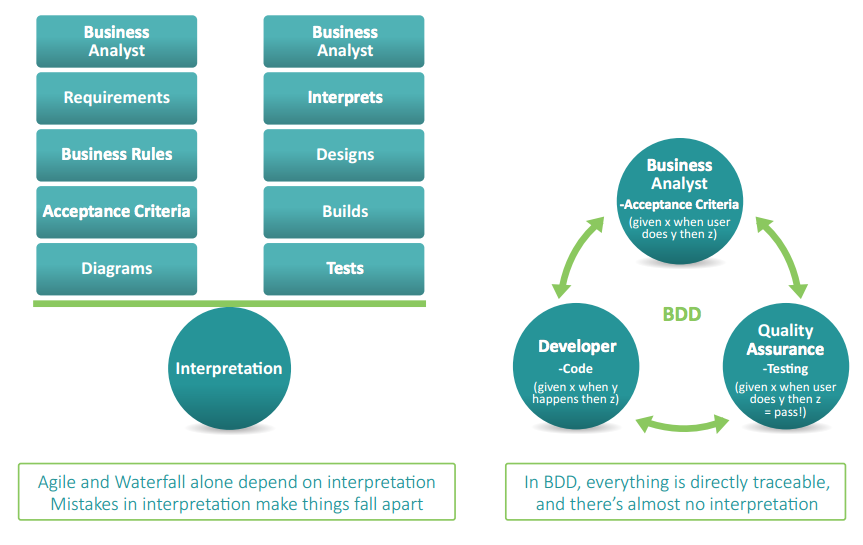 Business
Analyst
Requirements
Business Rules
Acceptance Criteria
Diagrams
Business
Analyst
Interprets
Designs
Builds
Tests
Interpretation
Agile and Waterfall alone depend on interpretation
Mistakes in interpretation make things fall apart
Business
Analyst
-Acceptance Criteria
(given x when user
does y then z)
BDD
Developer
-Code
(given x when y
happens then z)
Quality
Assurance
-Testing
(given x when user
does y then z
= pass!)
In BDD, everything is directly traceable,
and there's almost no interpretation